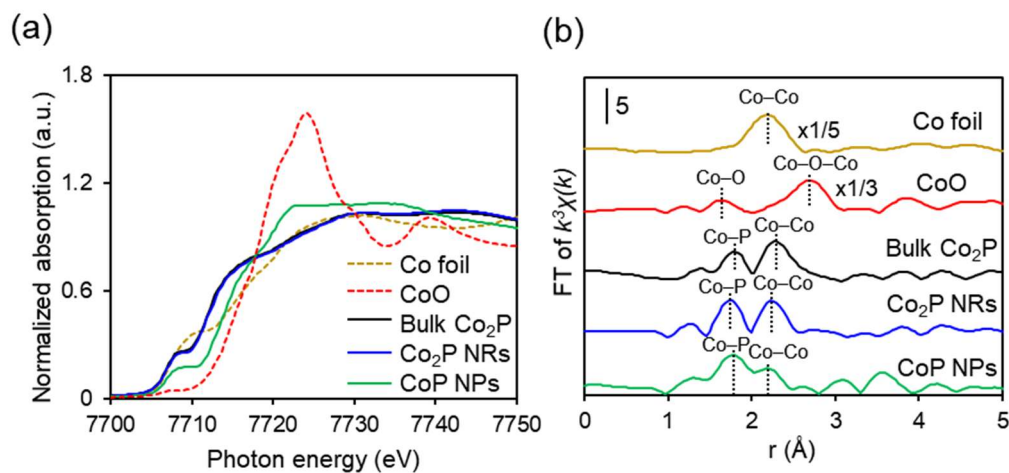 (a)
Normalized absorption (a.u.)
1.8
1.2
0.6
0
7700 7710 7720 7730 7740 7750
Photon energy (eV)
Co foil
CoO
Bulk Co₂P
Co₂P NRs
CoP NPs
(b)
FT of k³χ(k)
5
Co–Co
x1/5
Co foil
Co–O–Co
Co–O
x1/3
CoO
Co–P
Co–Co
Bulk Co₂P
Co–P
Co–Co
Co₂P NRs
Co–P
Co–Co
CoP NPs
0 1 2 3 4 5
r (Å)